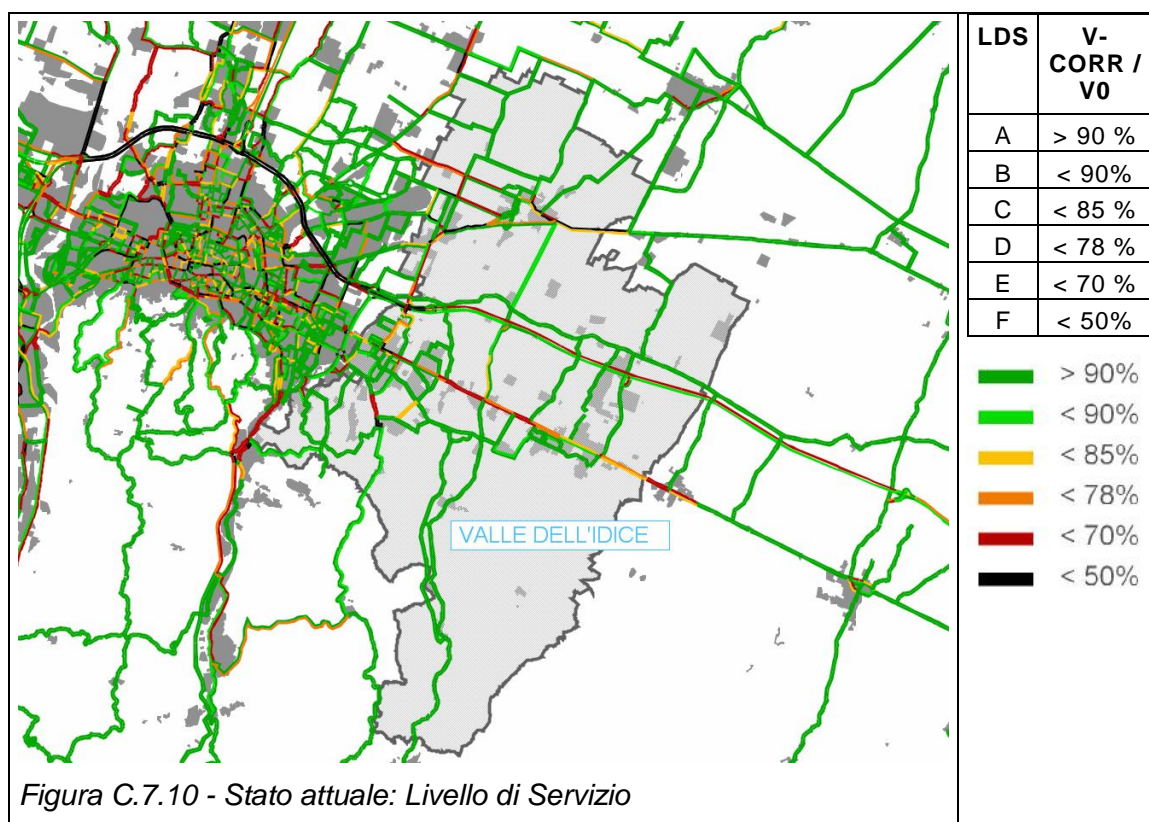 LDS V-CORR / V0
A > 90 %
B < 90%
C < 85 %
D < 78 %
E < 70 %
F < 50%
> 90%
< 90%
< 85%
< 78%
< 70%
< 50%
VALLE DELL'IDICE
Figura C.7.10 - Stato attuale: Livello di Servizio